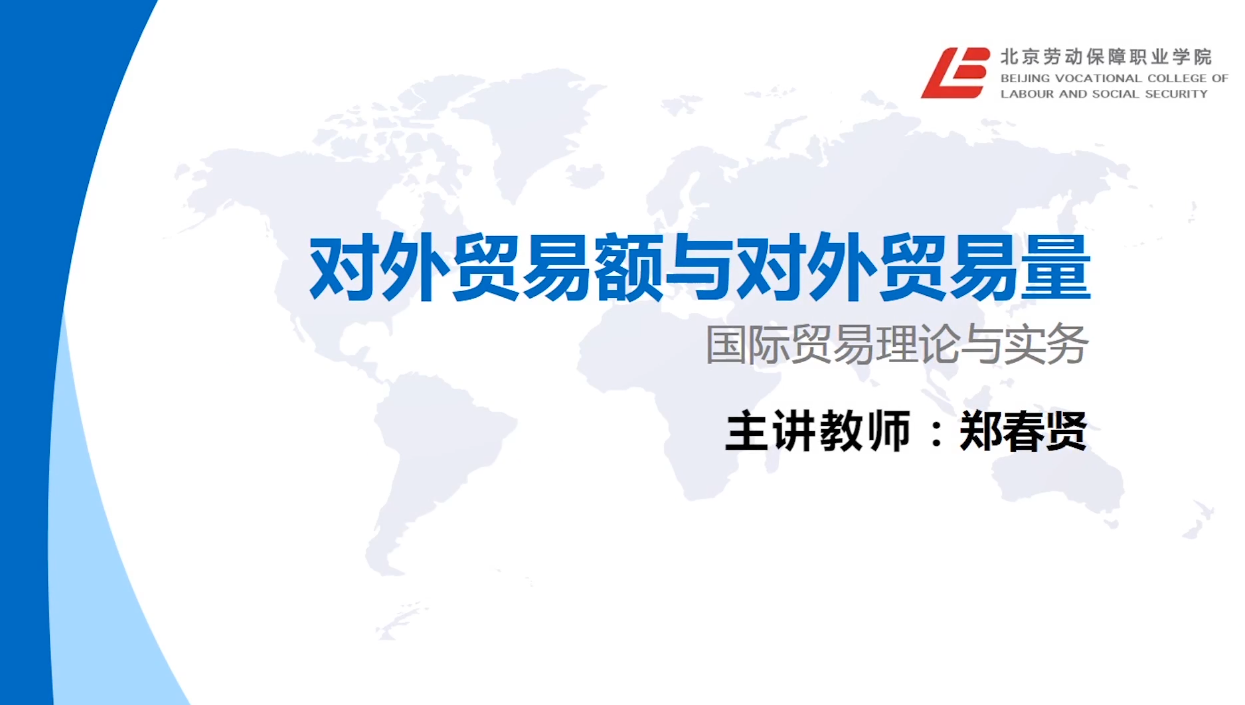 北京劳动保障职业学院
BEIJING VOCATIONAL COLLEGE OF
LABOUR AND SOCIAL SECURITY
对外贸易额与对外贸易量
国际贸易理论与实务
主讲教师：郑春贤